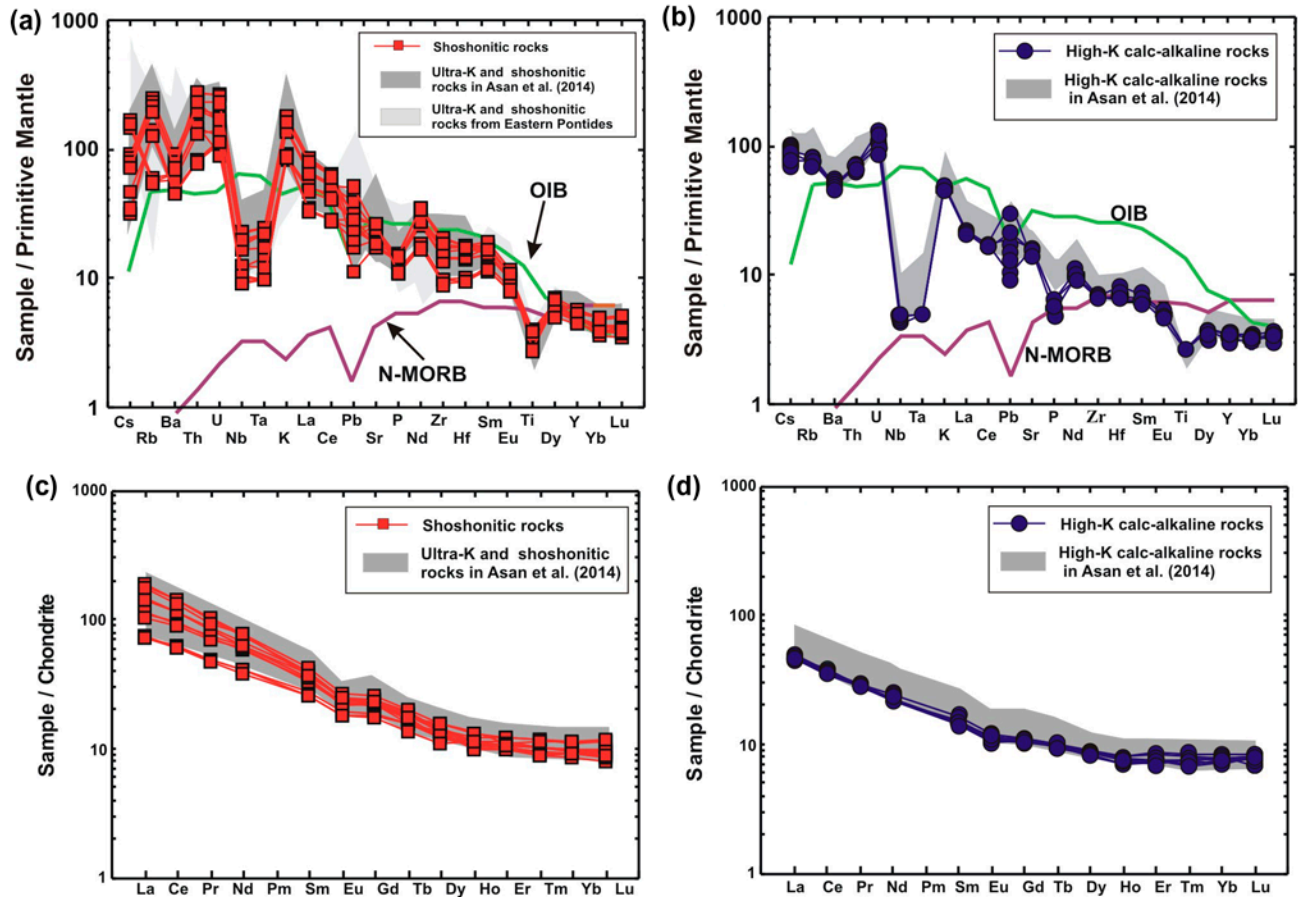 (a)
1000
100
10
1
Sample / Primitive Mantle
Shoshonitic rocks
Ultra-K and shoshonitic
rocks in Asan et al. (2014)
Ultra-K and shoshonitic
rocks from Eastern Pontides
OIB
N-MORB
Cs Ba U Ta La Pb P Zr Sm Ti Y Lu
Rb Th Nb K Ce Sr Nd Hf Eu Dy Yb
(b)
1000
100
10
1
Sample / Primitive Mantle
High-K calc-alkaline rocks
High-K calc-alkaline rocks
in Asan et al. (2014)
OIB
N-MORB
Cs Ba U Ta La Pb P Zr Sm Ti Y Lu
Rb Th Nb K Ce Sr Nd Hf Eu Dy Yb
(c)
1000
100
10
1
Sample / Chondrite
Shoshonitic rocks
Ultra-K and shoshonitic
rocks in Asan et al. (2014)
La Ce Pr Nd Pm Sm Eu Gd Tb Dy Ho Er Tm Yb Lu
(d)
1000
100
10
1
Sample / Chondrite
High-K calc-alkaline rocks
High-K calc-alkaline rocks
in Asan et al. (2014)
La Ce Pr Nd Pm Sm Eu Gd Tb Dy Ho Er Tm Yb Lu